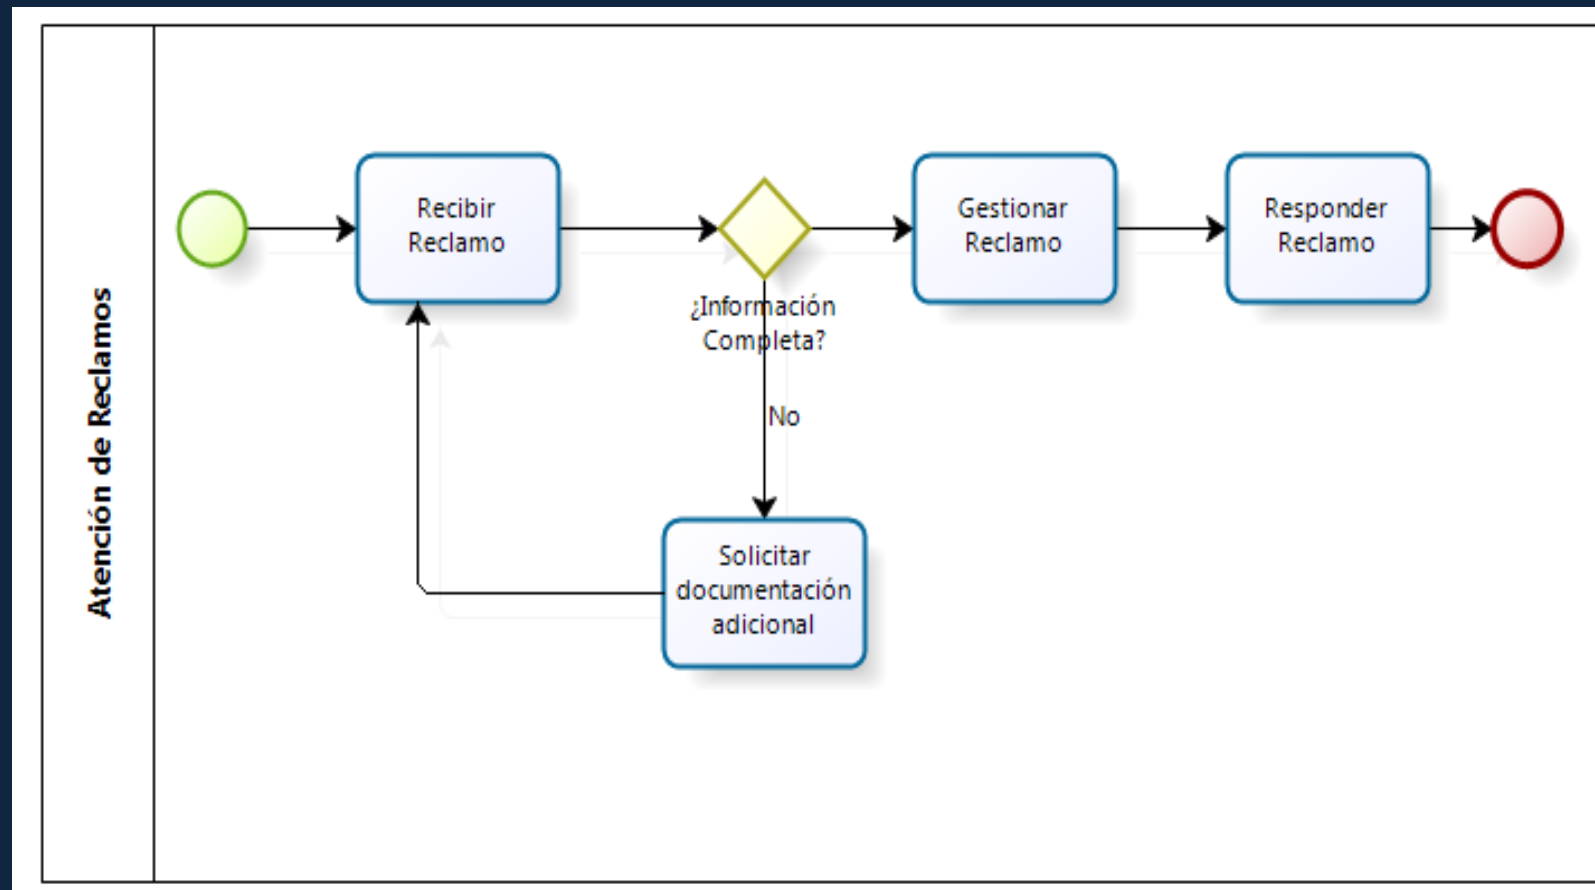 Atención de Reclamos
Recibir
Reclamo
¿Información
Completa?
Gestionar
Reclamo
Responder
Reclamo
No
Solicitar
documentación
adicional